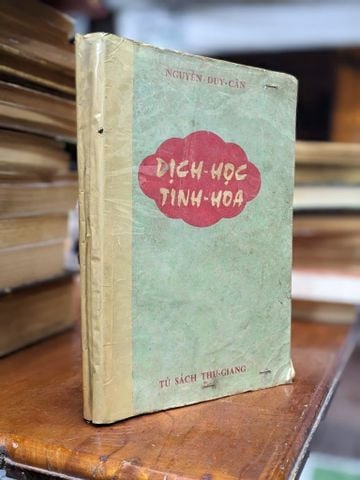 NGUYỄN-DUY-CẦN
DỊCH-HỌC
TINH-HOA
TỦ SÁCH THU-GIANG